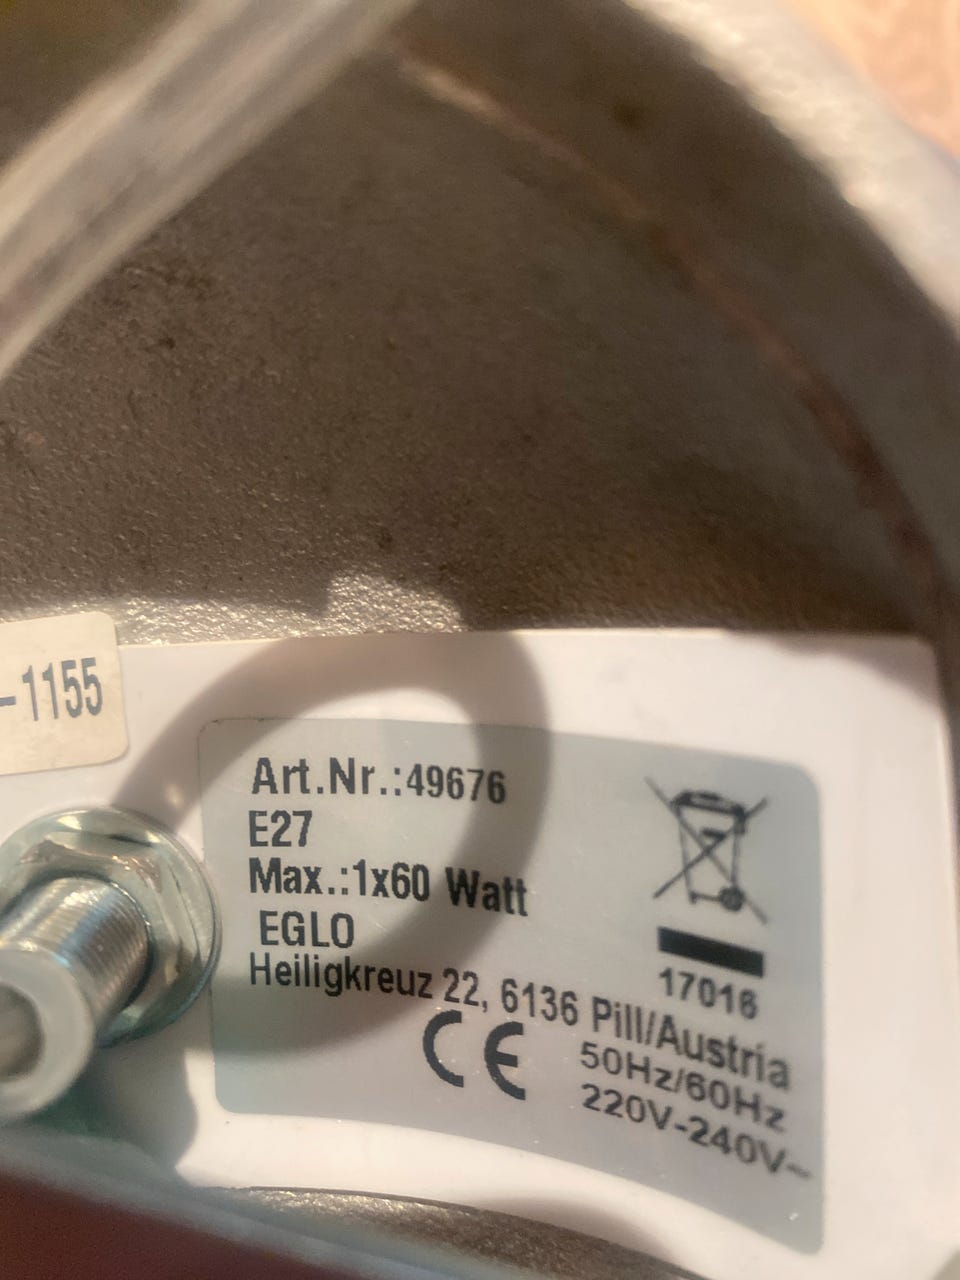 -1155
Art.Nr.:49676
E27
Max.:1x60 Watt
EGLO
Heiligkreuz 22, 6136 Pill/Austria
17016
CE
50Hz/60Hz
220V-240V~